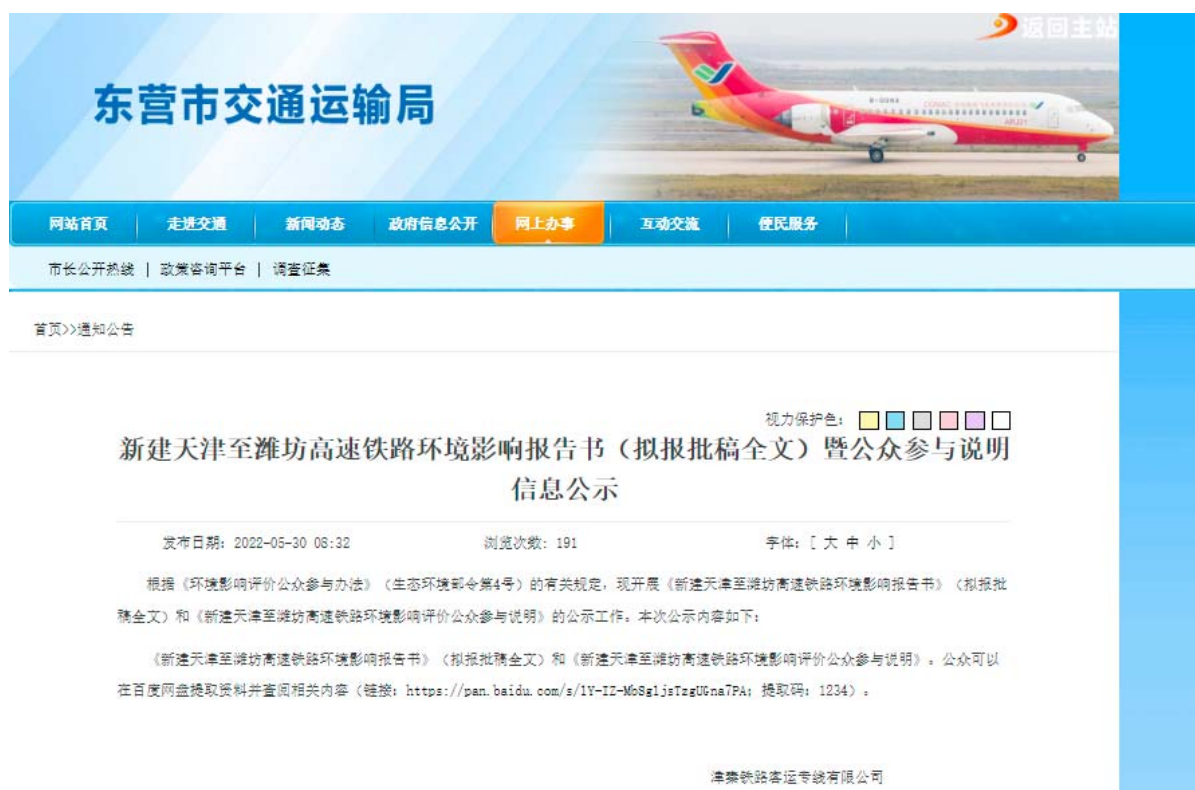 返回主站
东营市交通运输局
网站首页 走进交通 新闻动态 政府信息公开 网上办事 互动交流 便民服务
市长公开热线 | 政策咨询平台 | 调查征集
首页>>通知公告
视力保护色：
新建天津至潍坊高速铁路环境影响报告书（拟报批稿全文）暨公众参与说明
信息公示
发布日期：2022-05-30 08:32 浏览次数：191 字体：[ 大 中 小 ]
根据《环境影响评价公众参与办法》（生态环境部令第4号）的有关规定，现开展《新建天津至潍坊高速铁路环境影响报告书》（拟报批
稿全文）和《新建天津至潍坊高速铁路环境影响评价公众参与说明》的公示工作。本次公示内容如下：
《新建天津至潍坊高速铁路环境影响报告书》（拟报批稿全文）和《新建天津至潍坊高速铁路环境影响评价公众参与说明》。公众可以
在百度网盘提取资料并查阅相关内容（链接：https://pan.baidu.com/s/1Y-IZ-MbSgljsTzgUGna7PA；提取码：1234）。
津秦铁路客运专线有限公司